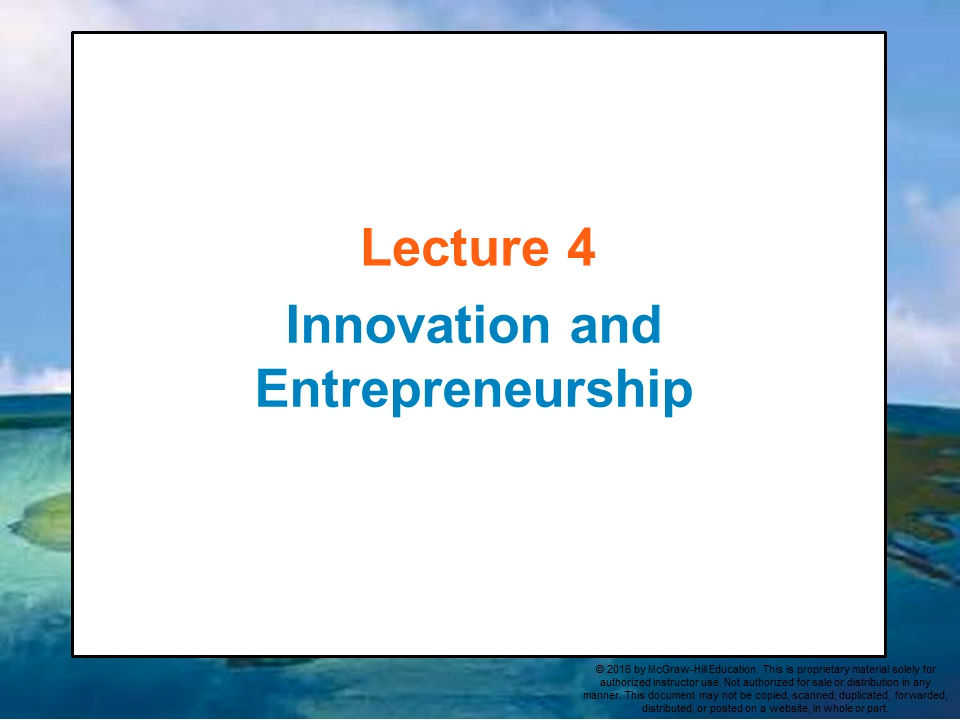 Lecture 4
Innovation and
Entrepreneurship
© 2016 by McGraw-Hill Education. This is proprietary material solely for
authorized instructor use. Not authorized for sale or distribution in any
manner. This document may not be copied, scanned, duplicated, forwarded,
distributed, or posted on a website, in whole or part.